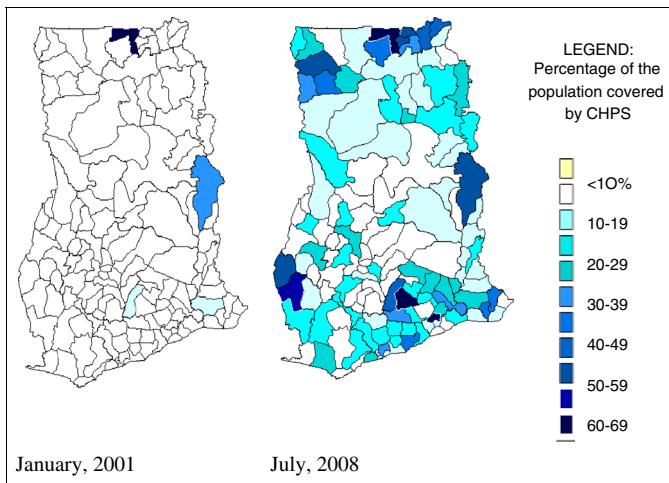 LEGEND:
Percentage of the
population covered
by CHPS
<1O%
10-19
20-29
30-39
40-49
50-59
60-69
January, 2001
July, 2008